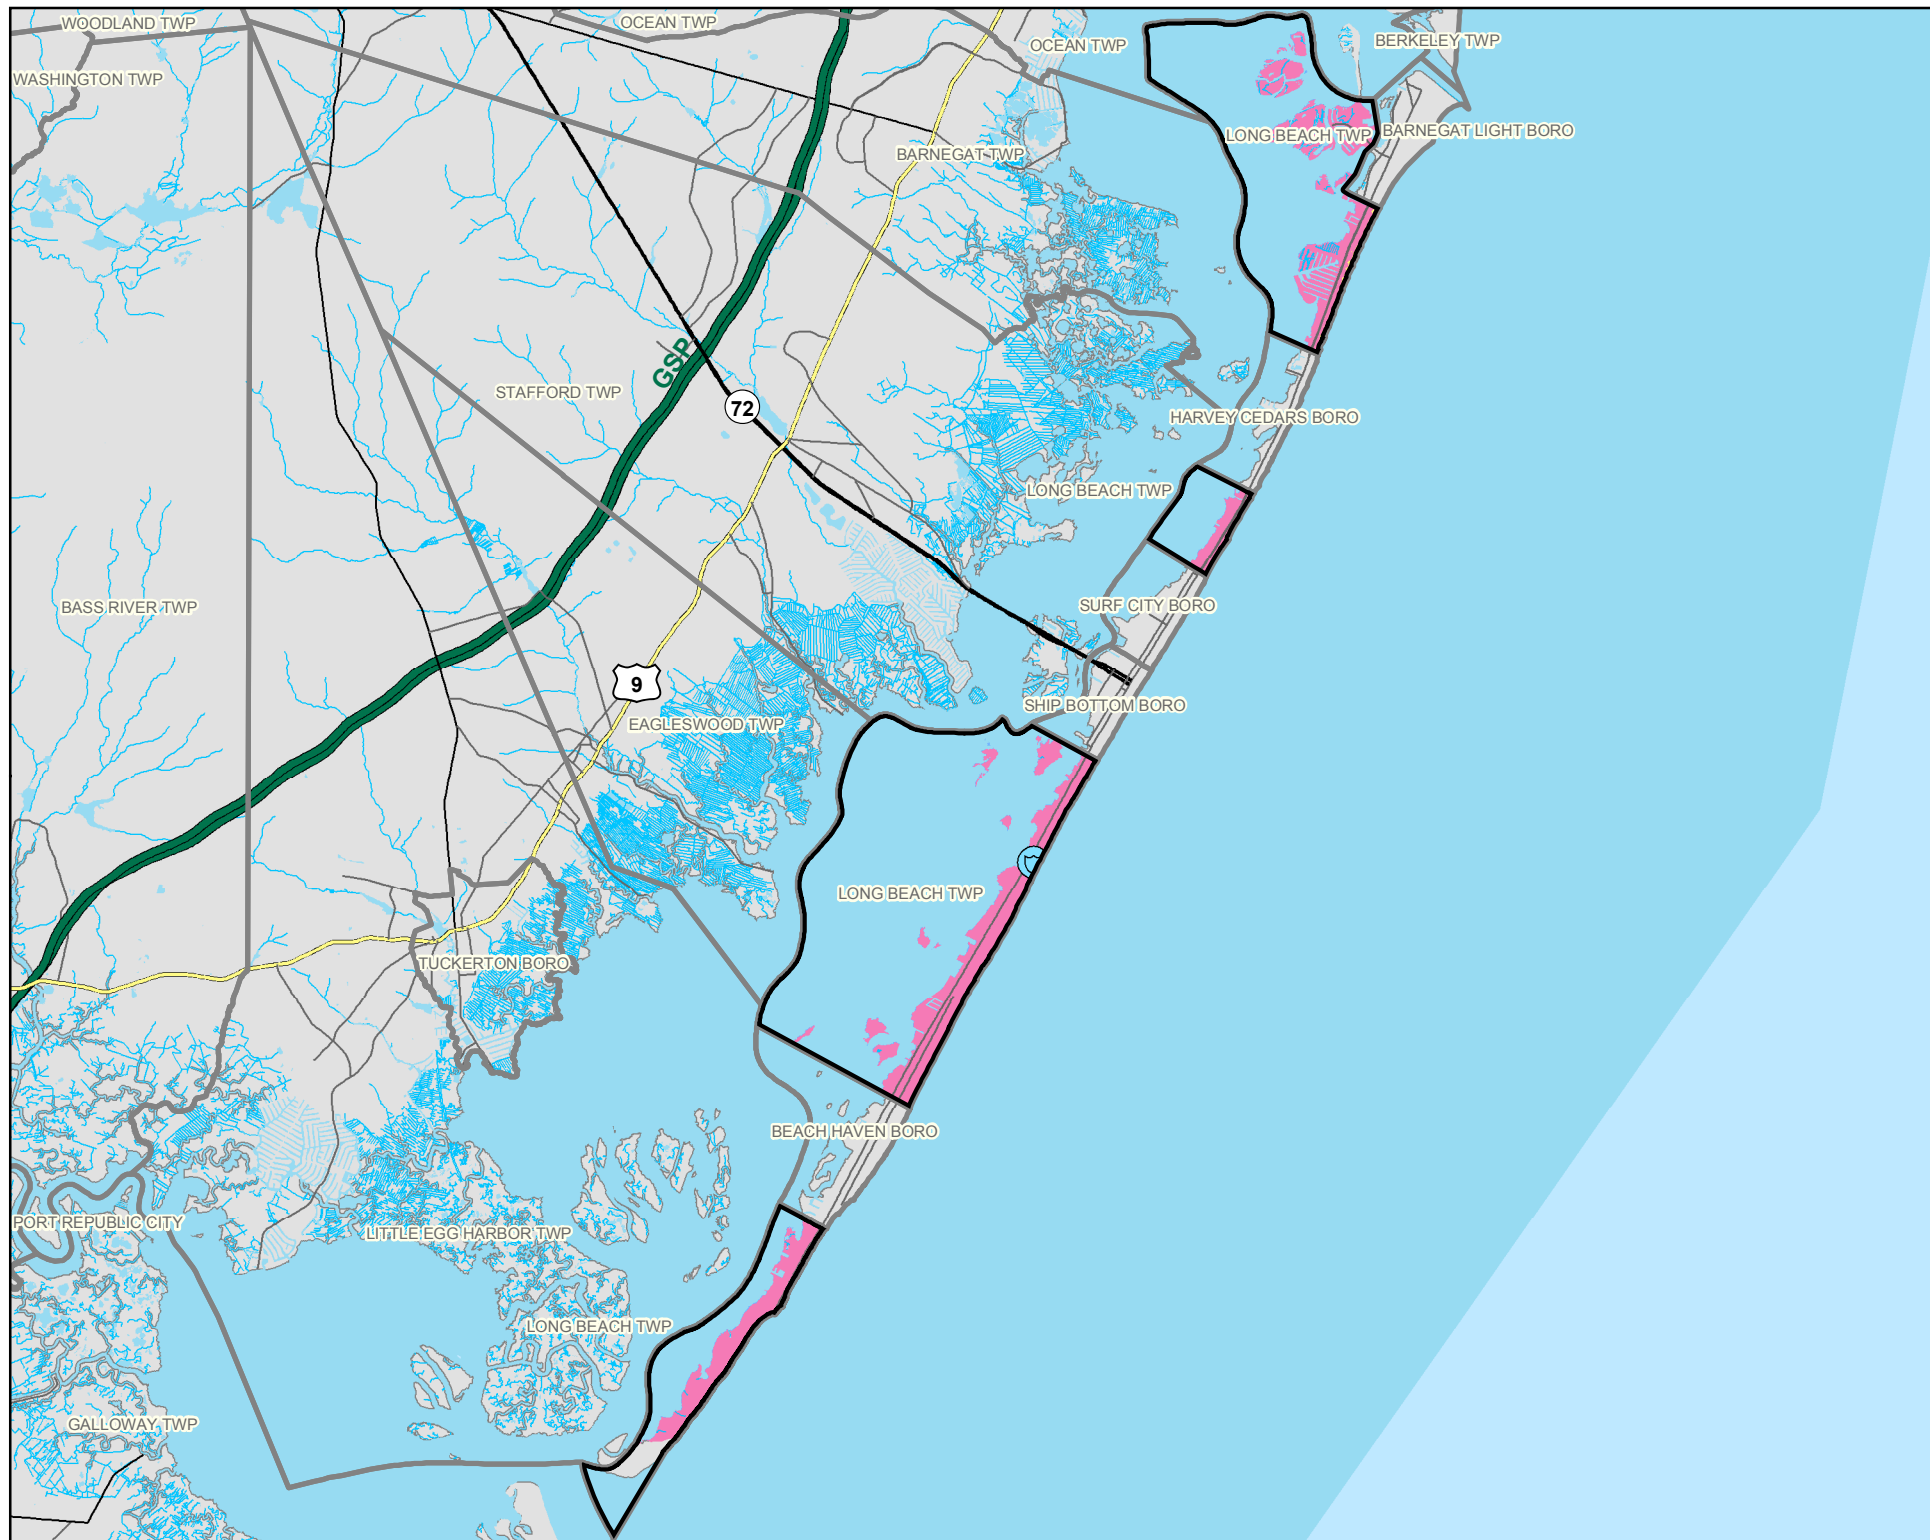 WOODLAND TWP
OCEAN TWP
OCEAN TWP
BERKELEY TWP
WASHINGTON TWP
LONG BEACH TWP
BARNEGAT LIGHT BORO
BARNEGAT TWP
GSP
STAFFORD TWP
72
HARVEY CEDARS BORO
LONG BEACH TWP
BASS RIVER TWP
SURF CITY BORO
9
SHIP BOTTOM BORO
EAGLESWOOD TWP
LONG BEACH TWP
TUCKERTON BORO
BEACH HAVEN BORO
PORT REPUBLIC CITY
LITTLE EGG HARBOR TWP
LONG BEACH TWP
GALLOWAY TWP